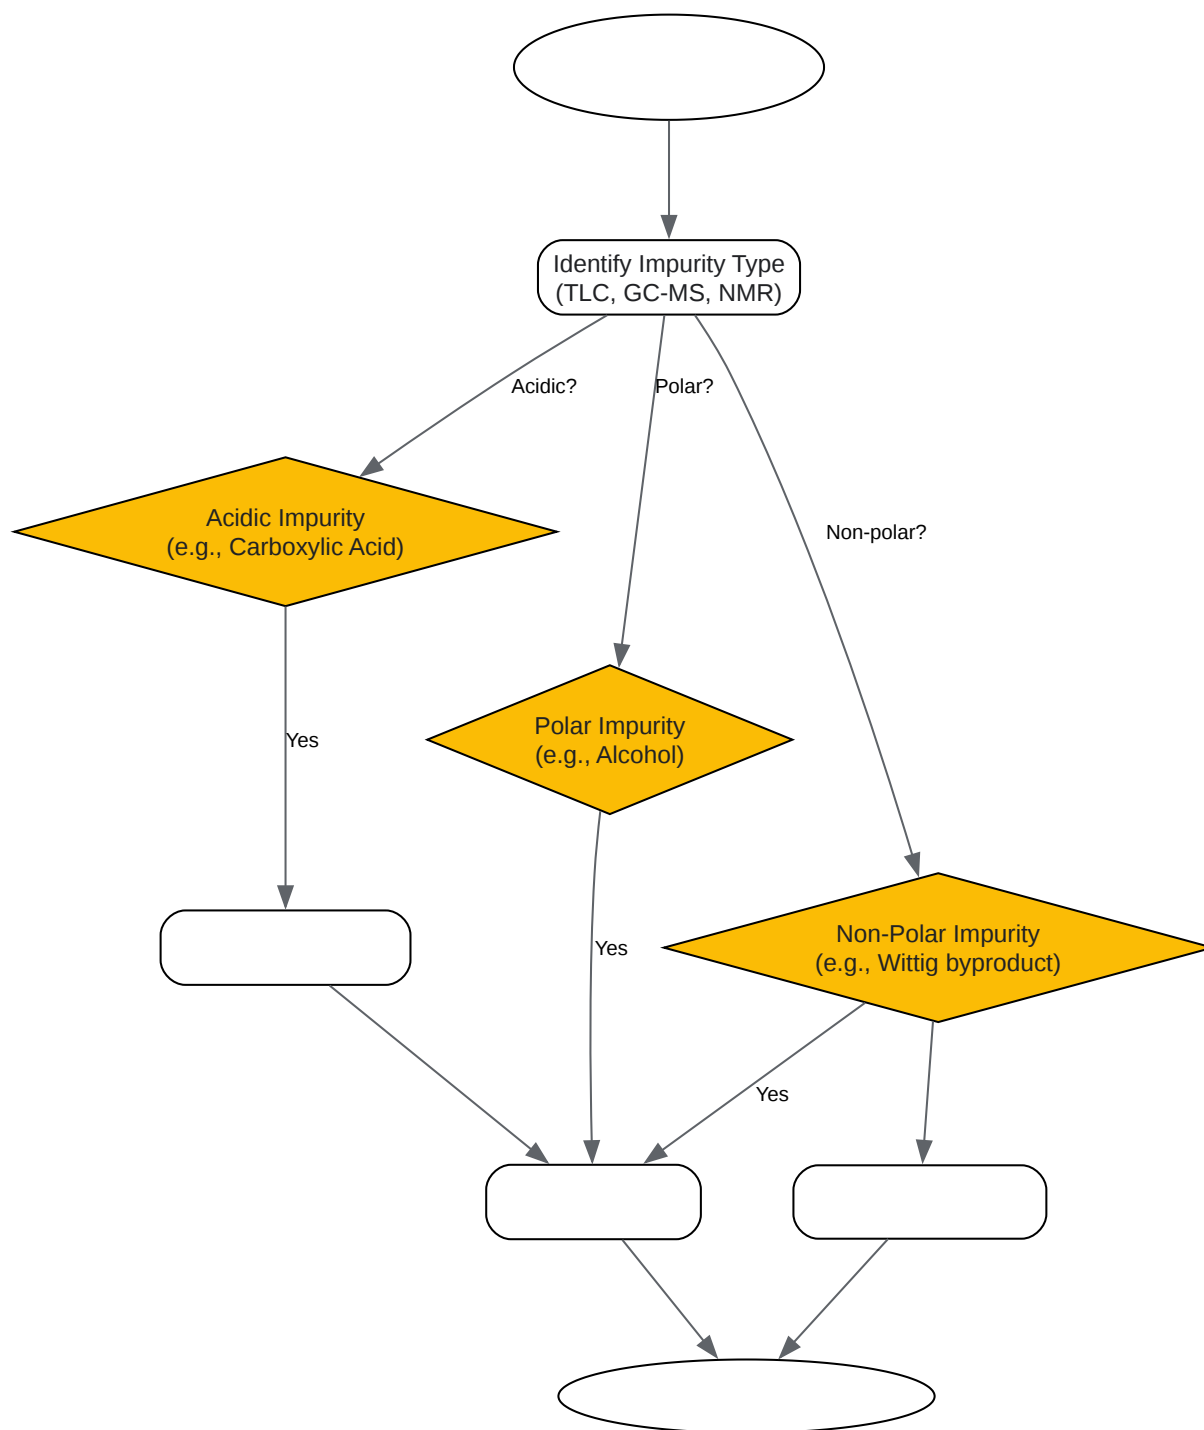 Identify Impurity Type
(TLC, GC-MS, NMR)
Acidic?
Polar?
Non-polar?
Acidic Impurity
(e.g., Carboxylic Acid)
Polar Impurity
(e.g., Alcohol)
Yes
Non-Polar Impurity
(e.g., Wittig byproduct)
Yes
Yes